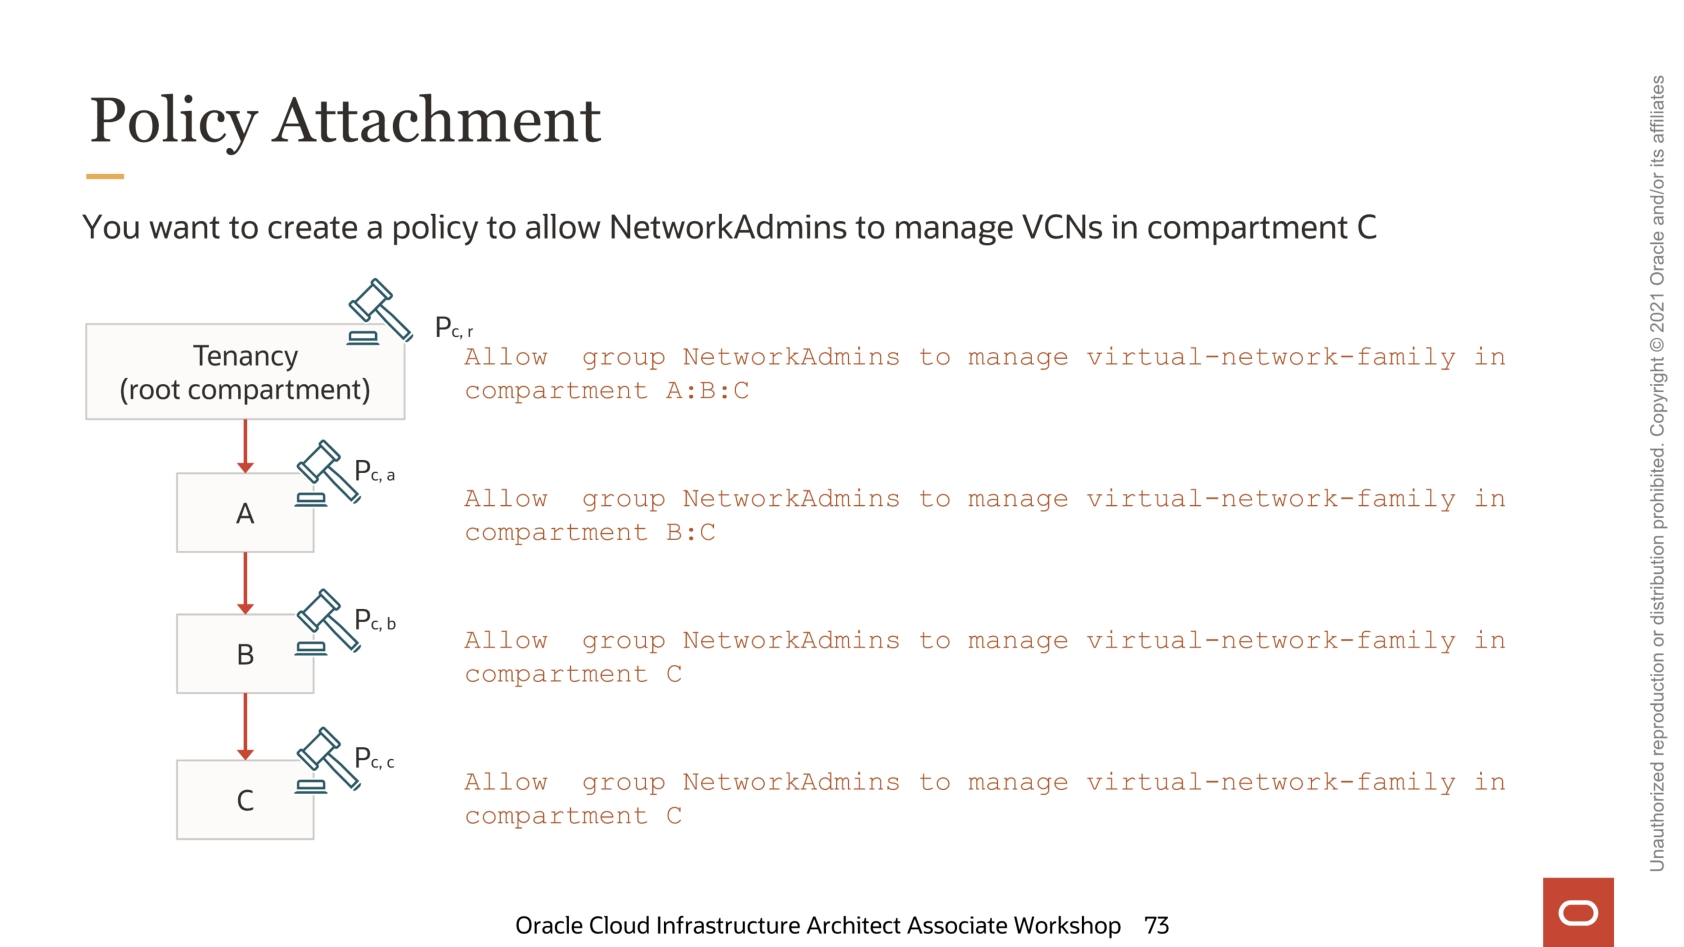 Policy Attachment
You want to create a policy to allow NetworkAdmins to manage VCNs in compartment C
Tenancy
(root compartment)
Pc, r
Allow  group NetworkAdmins to manage virtual-network-family in
compartment A:B:C
A
Pc, a
Allow  group NetworkAdmins to manage virtual-network-family in
compartment B:C
B
Pc, b
Allow  group NetworkAdmins to manage virtual-network-family in
compartment C
C
Pc, c
Allow  group NetworkAdmins to manage virtual-network-family in
compartment C
Oracle Cloud Infrastructure Architect Associate Workshop 73
Unauthorized reproduction or distribution prohibited. Copyright © 2021 Oracle and/or its affiliates